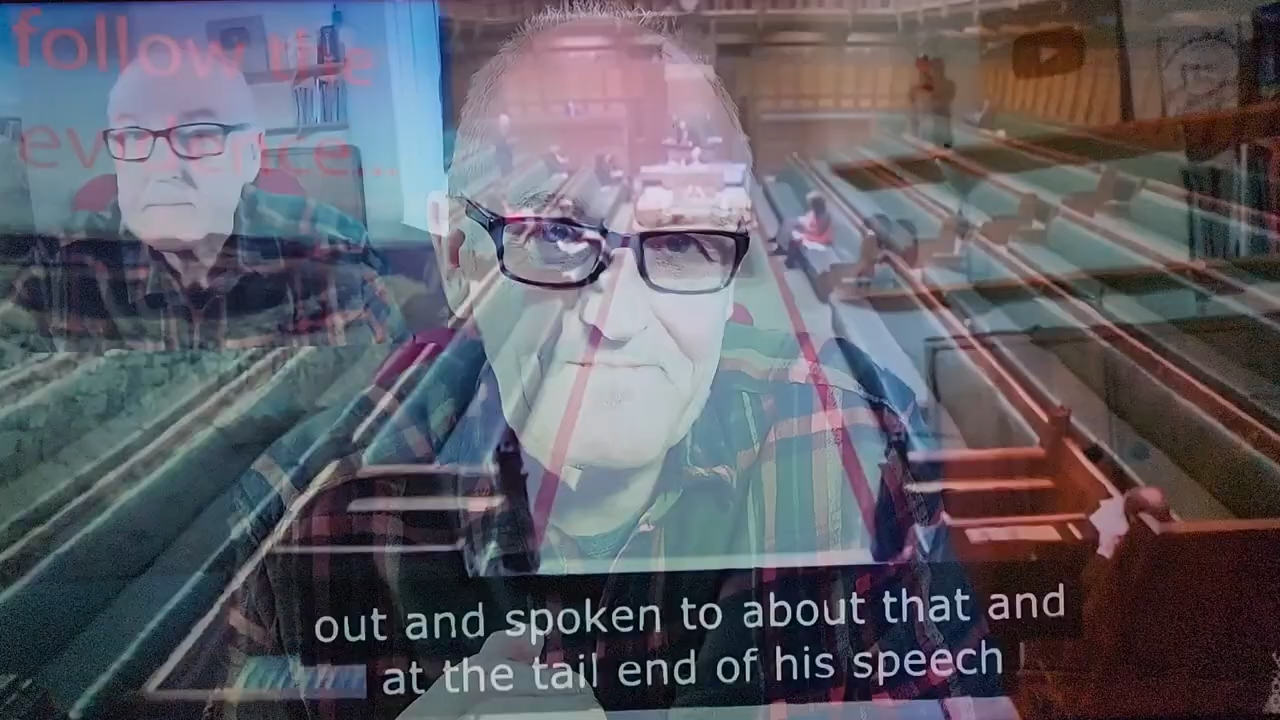 follow the
evidence...
out and spoken to about that and
at the tail end of his speech